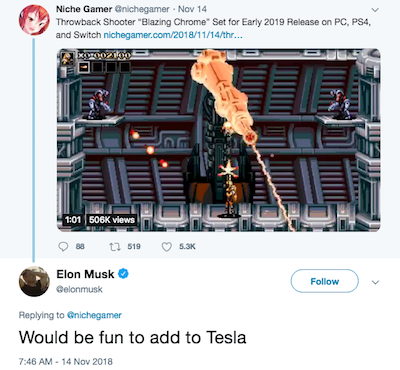 Niche Gamer @nichegamer · Nov 14
Throwback Shooter "Blazing Chrome" Set for Early 2019 Release on PC, PS4,
and Switch nichegamer.com/2018/11/14/thr...
1:01 506K views
88 519 5.3K
Elon Musk
@elonmusk
Follow
Replying to @nichegamer
Would be fun to add to Tesla
7:46 AM - 14 Nov 2018